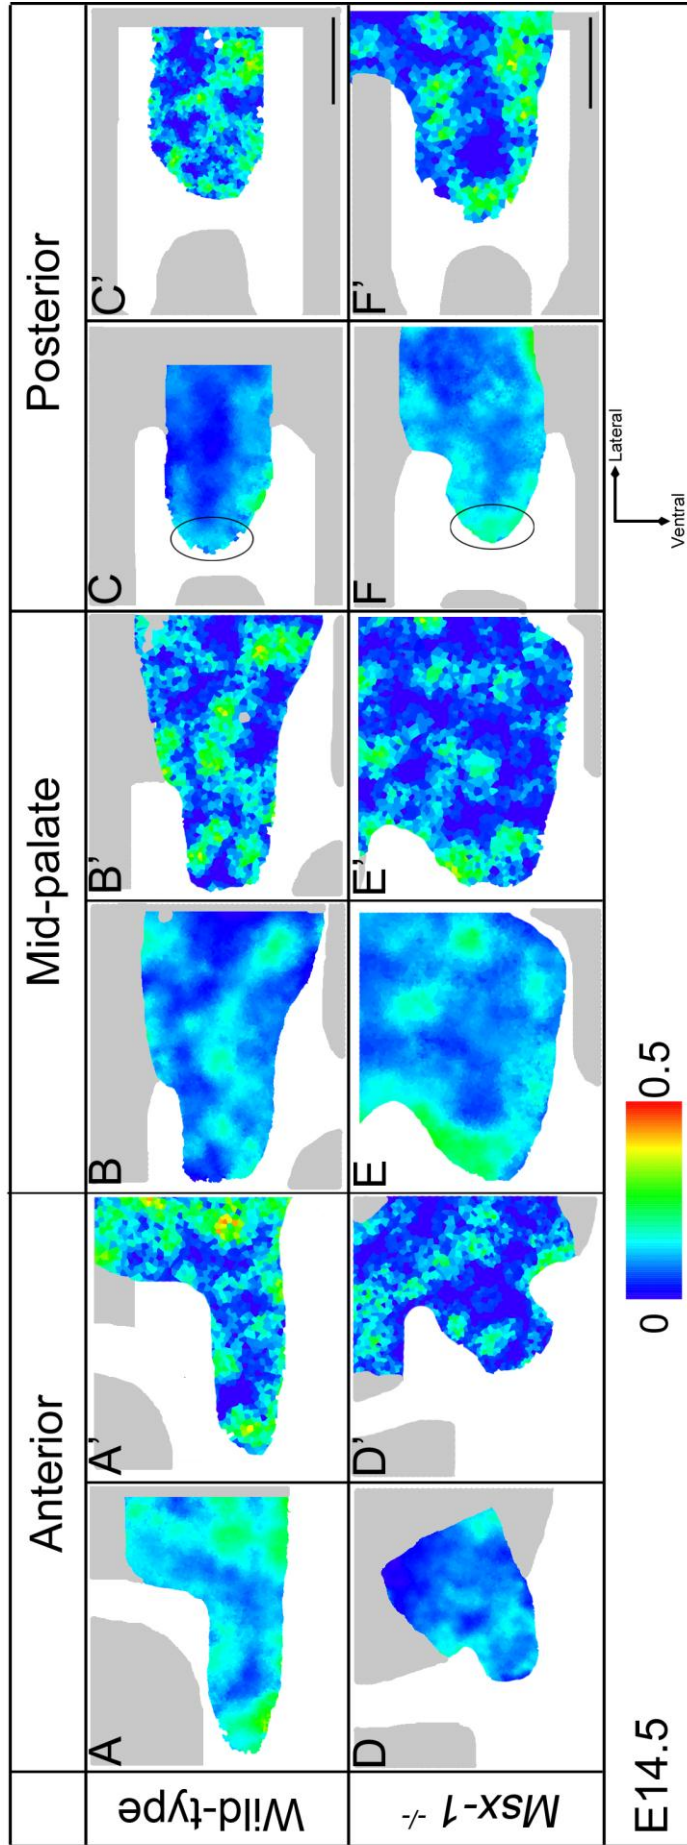 Anterior
Mid-palate
Posterior
Wild-type
A
A’
B
B’
C
C’
Msx-1 -/-
D
D’
E
E’
F
F’
E14.5
0
0.5
Lateral
Ventral